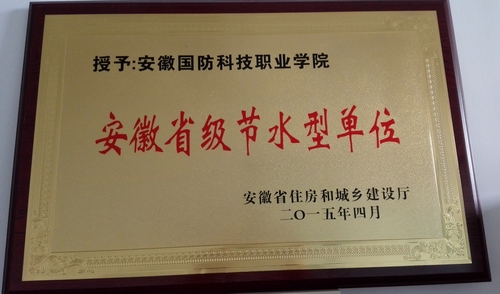 授予:安徽国防科技职业学院
安徽省级节水型单位
安徽省住房和城乡建设厅
二〇一五年四月